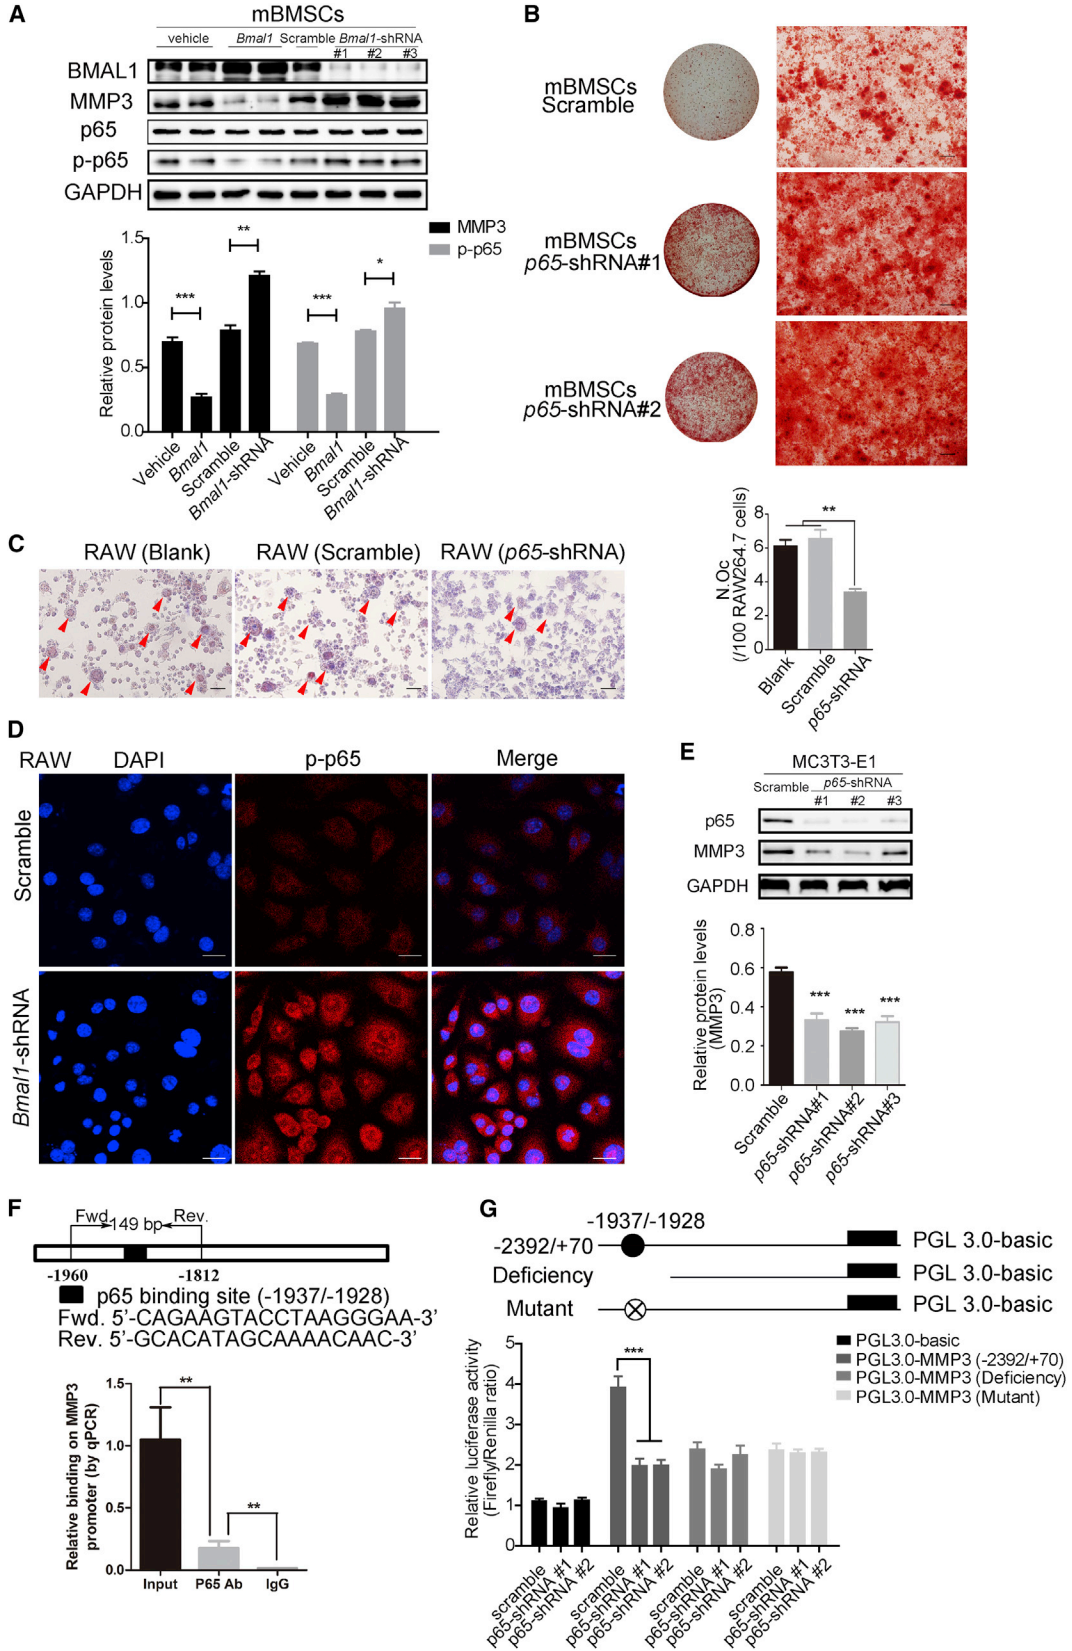 A
mBMSCs
vehicle Bmal1 Scramble Bmal1-shRNA
#1 #2 #3
BMAL1
MMP3
p65
p-p65
GAPDH
MMP3
p-p65
Relative protein levels
1.5
1.0
0.5
0.0
*** ** *** *
Vehicle Bmal1 Scramble Bmal1-shRNA Vehicle Bmal1 Scramble Bmal1-shRNA
B
mBMSCs
Scramble
mBMSCs
p65-shRNA#1
mBMSCs
p65-shRNA#2
C
RAW (Blank) RAW (Scramble) RAW (p65-shRNA)
N.Oc
(/100 RAW264.7 cells)
8
6
4
2
0
**
Blank Scramble p65-shRNA
D
RAW DAPI p-p65 Merge
Scramble
Bmal1-shRNA
E
MC3T3-E1
Scramble p65-shRNA
#1 #2 #3
p65
MMP3
GAPDH
Relative protein levels
(MMP3)
0.8
0.6
0.4
0.2
0.0
*** *** ***
Scramble p65-shRNA#1 p65-shRNA#2 p65-shRNA#3
F
Fwd. 149 bp Rev.
-1960 -1812
p65 binding site (-1937/-1928)
Fwd. 5’-CAGAAGTACCTAAGGGAA-3’
Rev. 5’-GCACATAGCAAAACAAC-3’
Relative binding on MMP3
promoter (by qPCR)
1.5
1.0
0.5
0.0
** **
Input P65 Ab IgG
G
-1937/-1928
-2392/+70 PGL 3.0-basic
Deficiency PGL 3.0-basic
Mutant PGL 3.0-basic
PGL3.0-basic
PGL3.0-MMP3 (-2392/+70)
PGL3.0-MMP3 (Deficiency)
PGL3.0-MMP3 (Mutant)
Relative luciferase activity
(Firefly/Renilla ratio)
5
4
3
2
1
0
***
scramble p65-shRNA #1 p65-shRNA #2 scramble p65-shRNA #1 p65-shRNA #2 scramble p65-shRNA #1 p65-shRNA #2 scramble p65-shRNA #1 p65-shRNA #2